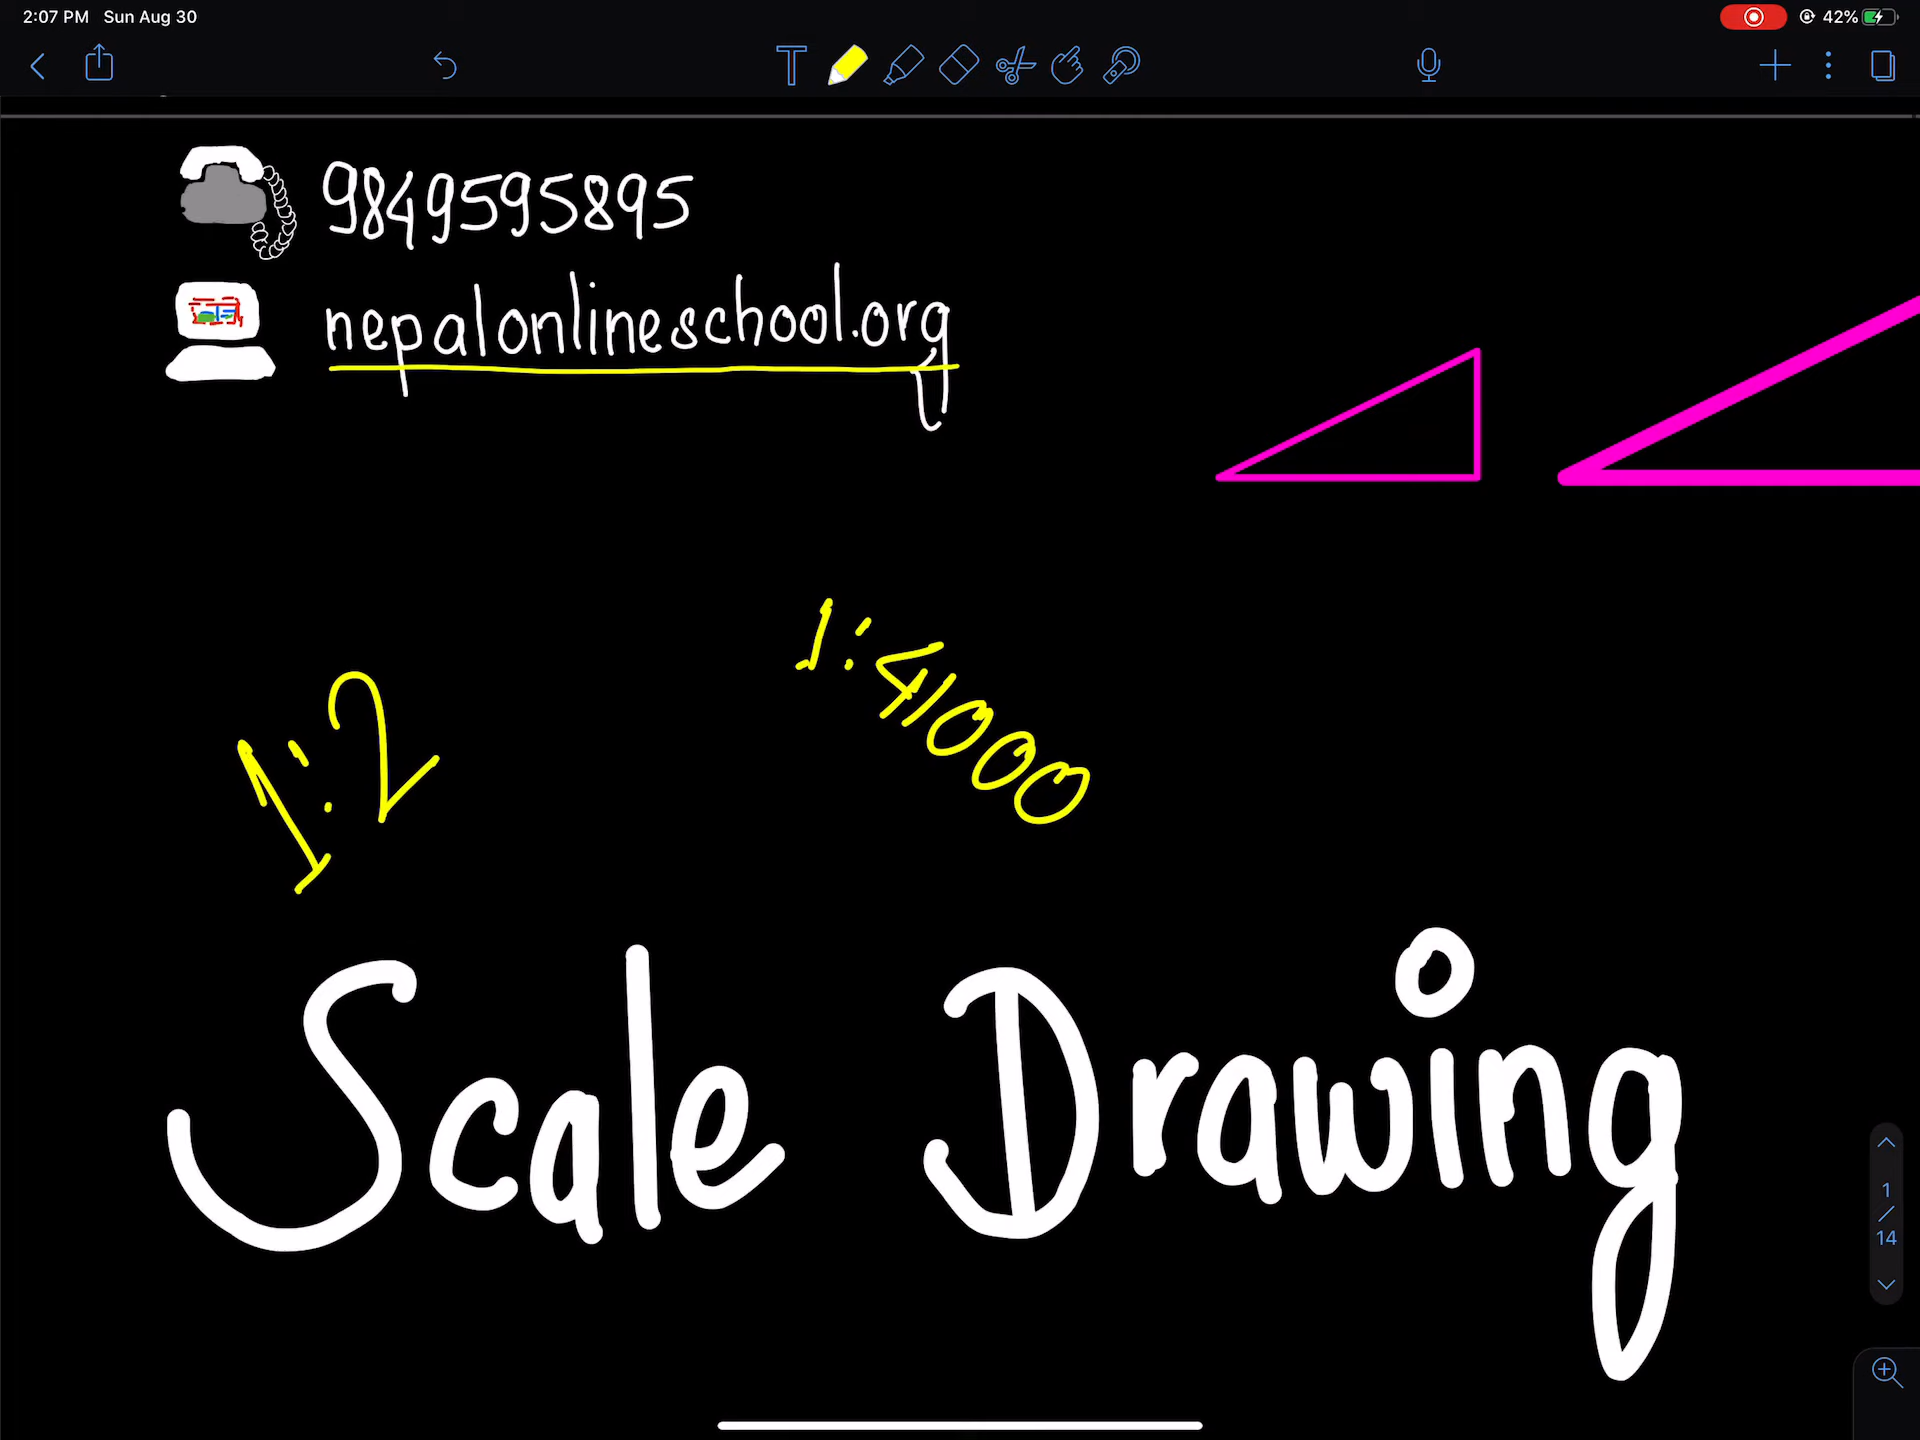 2:07 PM Sun Aug 30
42%
9849595895
nepalonlineschool.org
1:2
1:41000
Scale Drawing
1
/
14